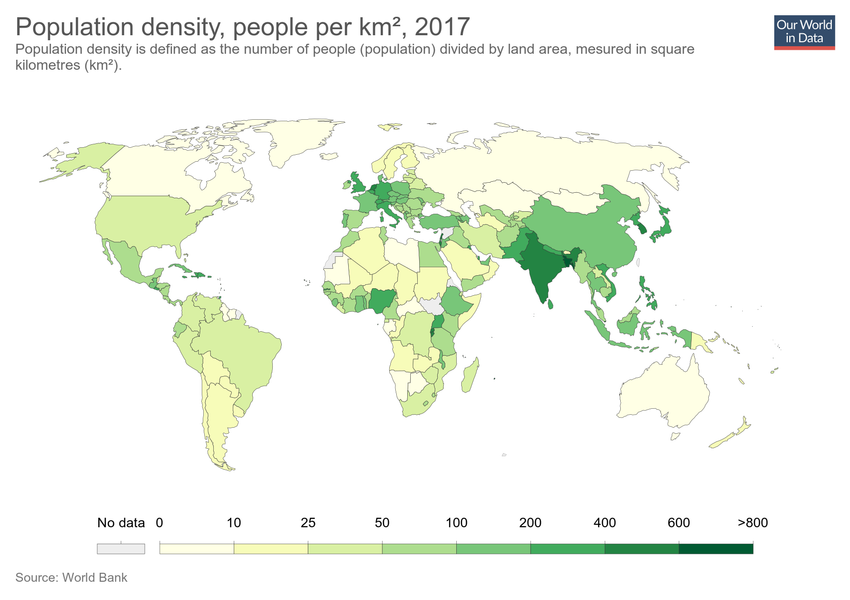 Population density, people per km², 2017
Our World
in Data
Population density is defined as the number of people (population) divided by land area, mesured in square
kilometres (km²).
No data 0 10 25 50 100 200 400 600 >800
Source: World Bank